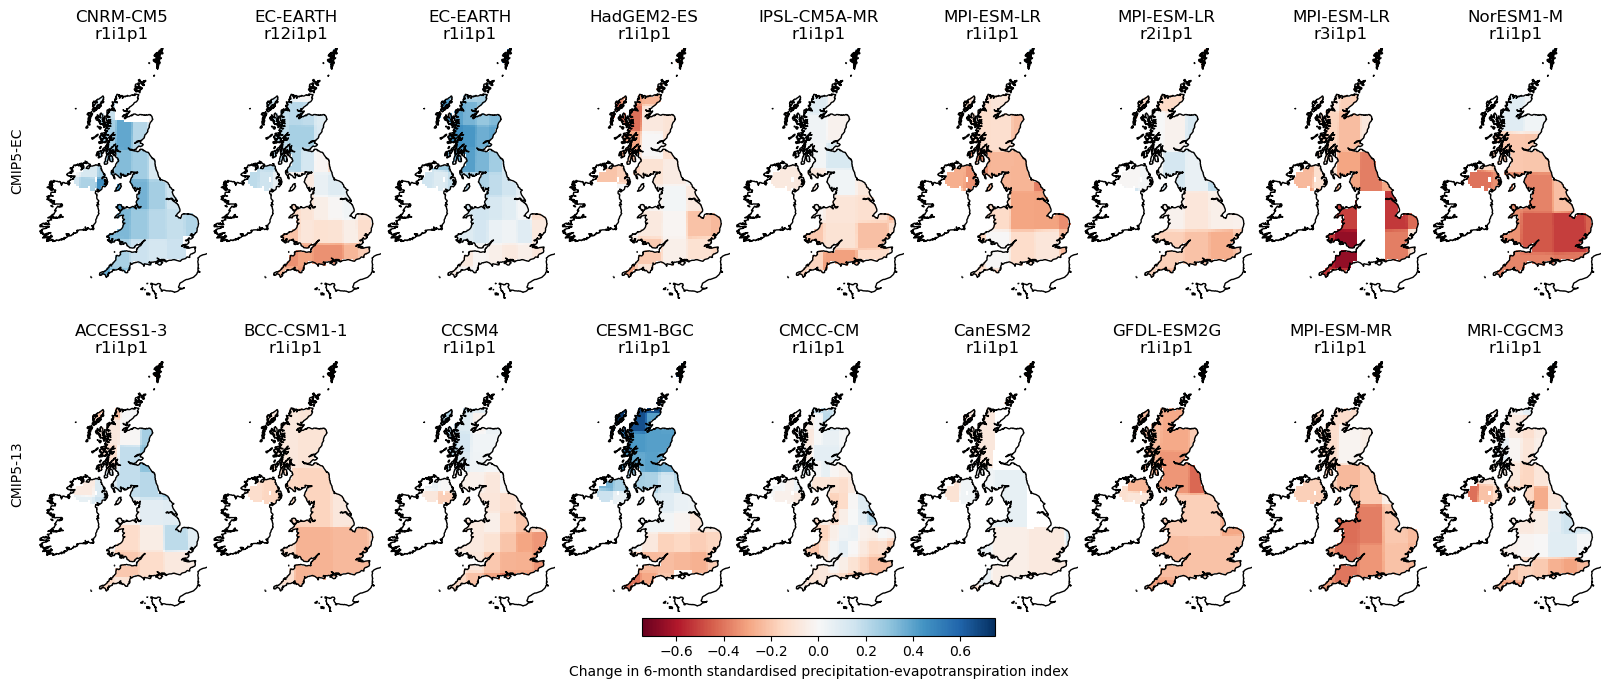 CNRM-CM5 EC-EARTH EC-EARTH HadGEM2-ES IPSL-CM5A-MR MPI-ESM-LR MPI-ESM-LR MPI-ESM-LR NorESM1-M
r1i1p1 r12i1p1 r1i1p1 r1i1p1 r1i1p1 r1i1p1 r2i1p1 r3i1p1 r1i1p1
CMIP5-EC
ACCESS1-3 BCC-CSM1-1 CCSM4 CESM1-BGC CMCC-CM CanESM2 GFDL-ESM2G MPI-ESM-MR MRI-CGCM3
r1i1p1 r1i1p1 r1i1p1 r1i1p1 r1i1p1 r1i1p1 r1i1p1 r1i1p1 r1i1p1
CMIP5-13
−0.6 −0.4 −0.2 0.0 0.2 0.4 0.6
Change in 6-month standardised precipitation-evapotranspiration index